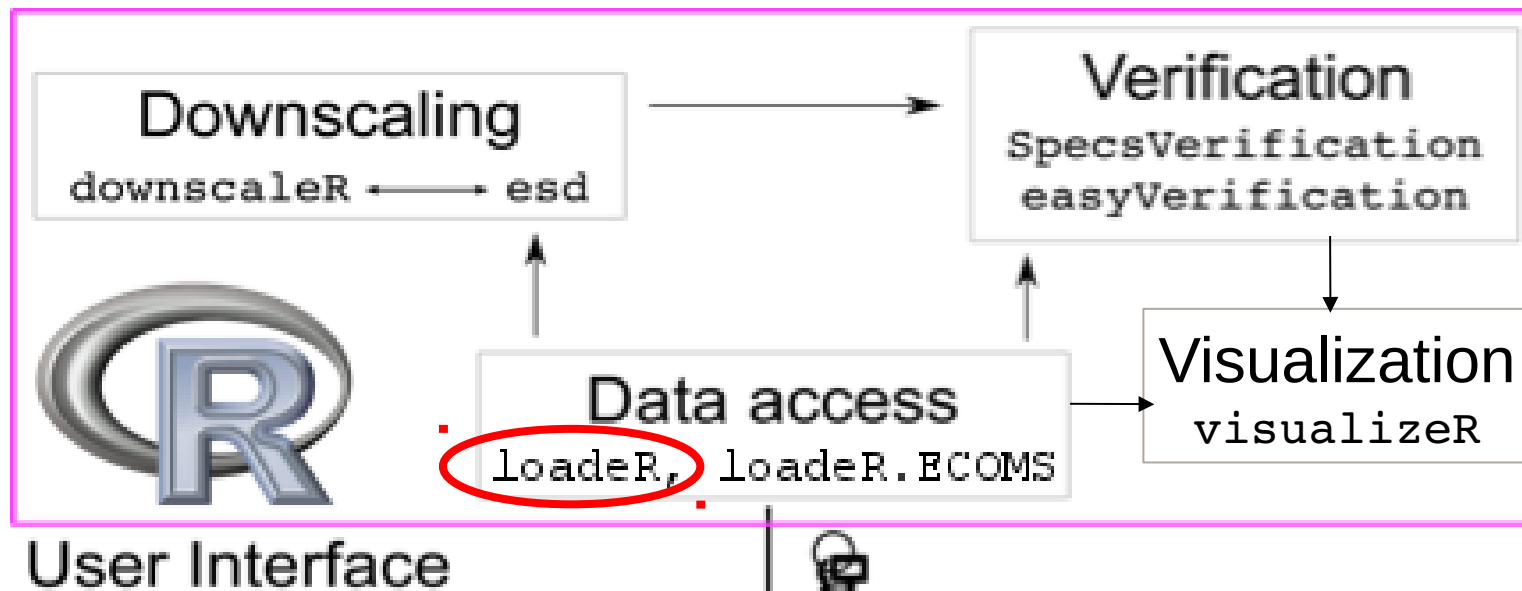 Downscaling
downscaleR esd
Verification
SpecsVerification
easyVerification
R
Data access
loadeR, loadeR.ECOMS
Visualization
visualizeR
User Interface